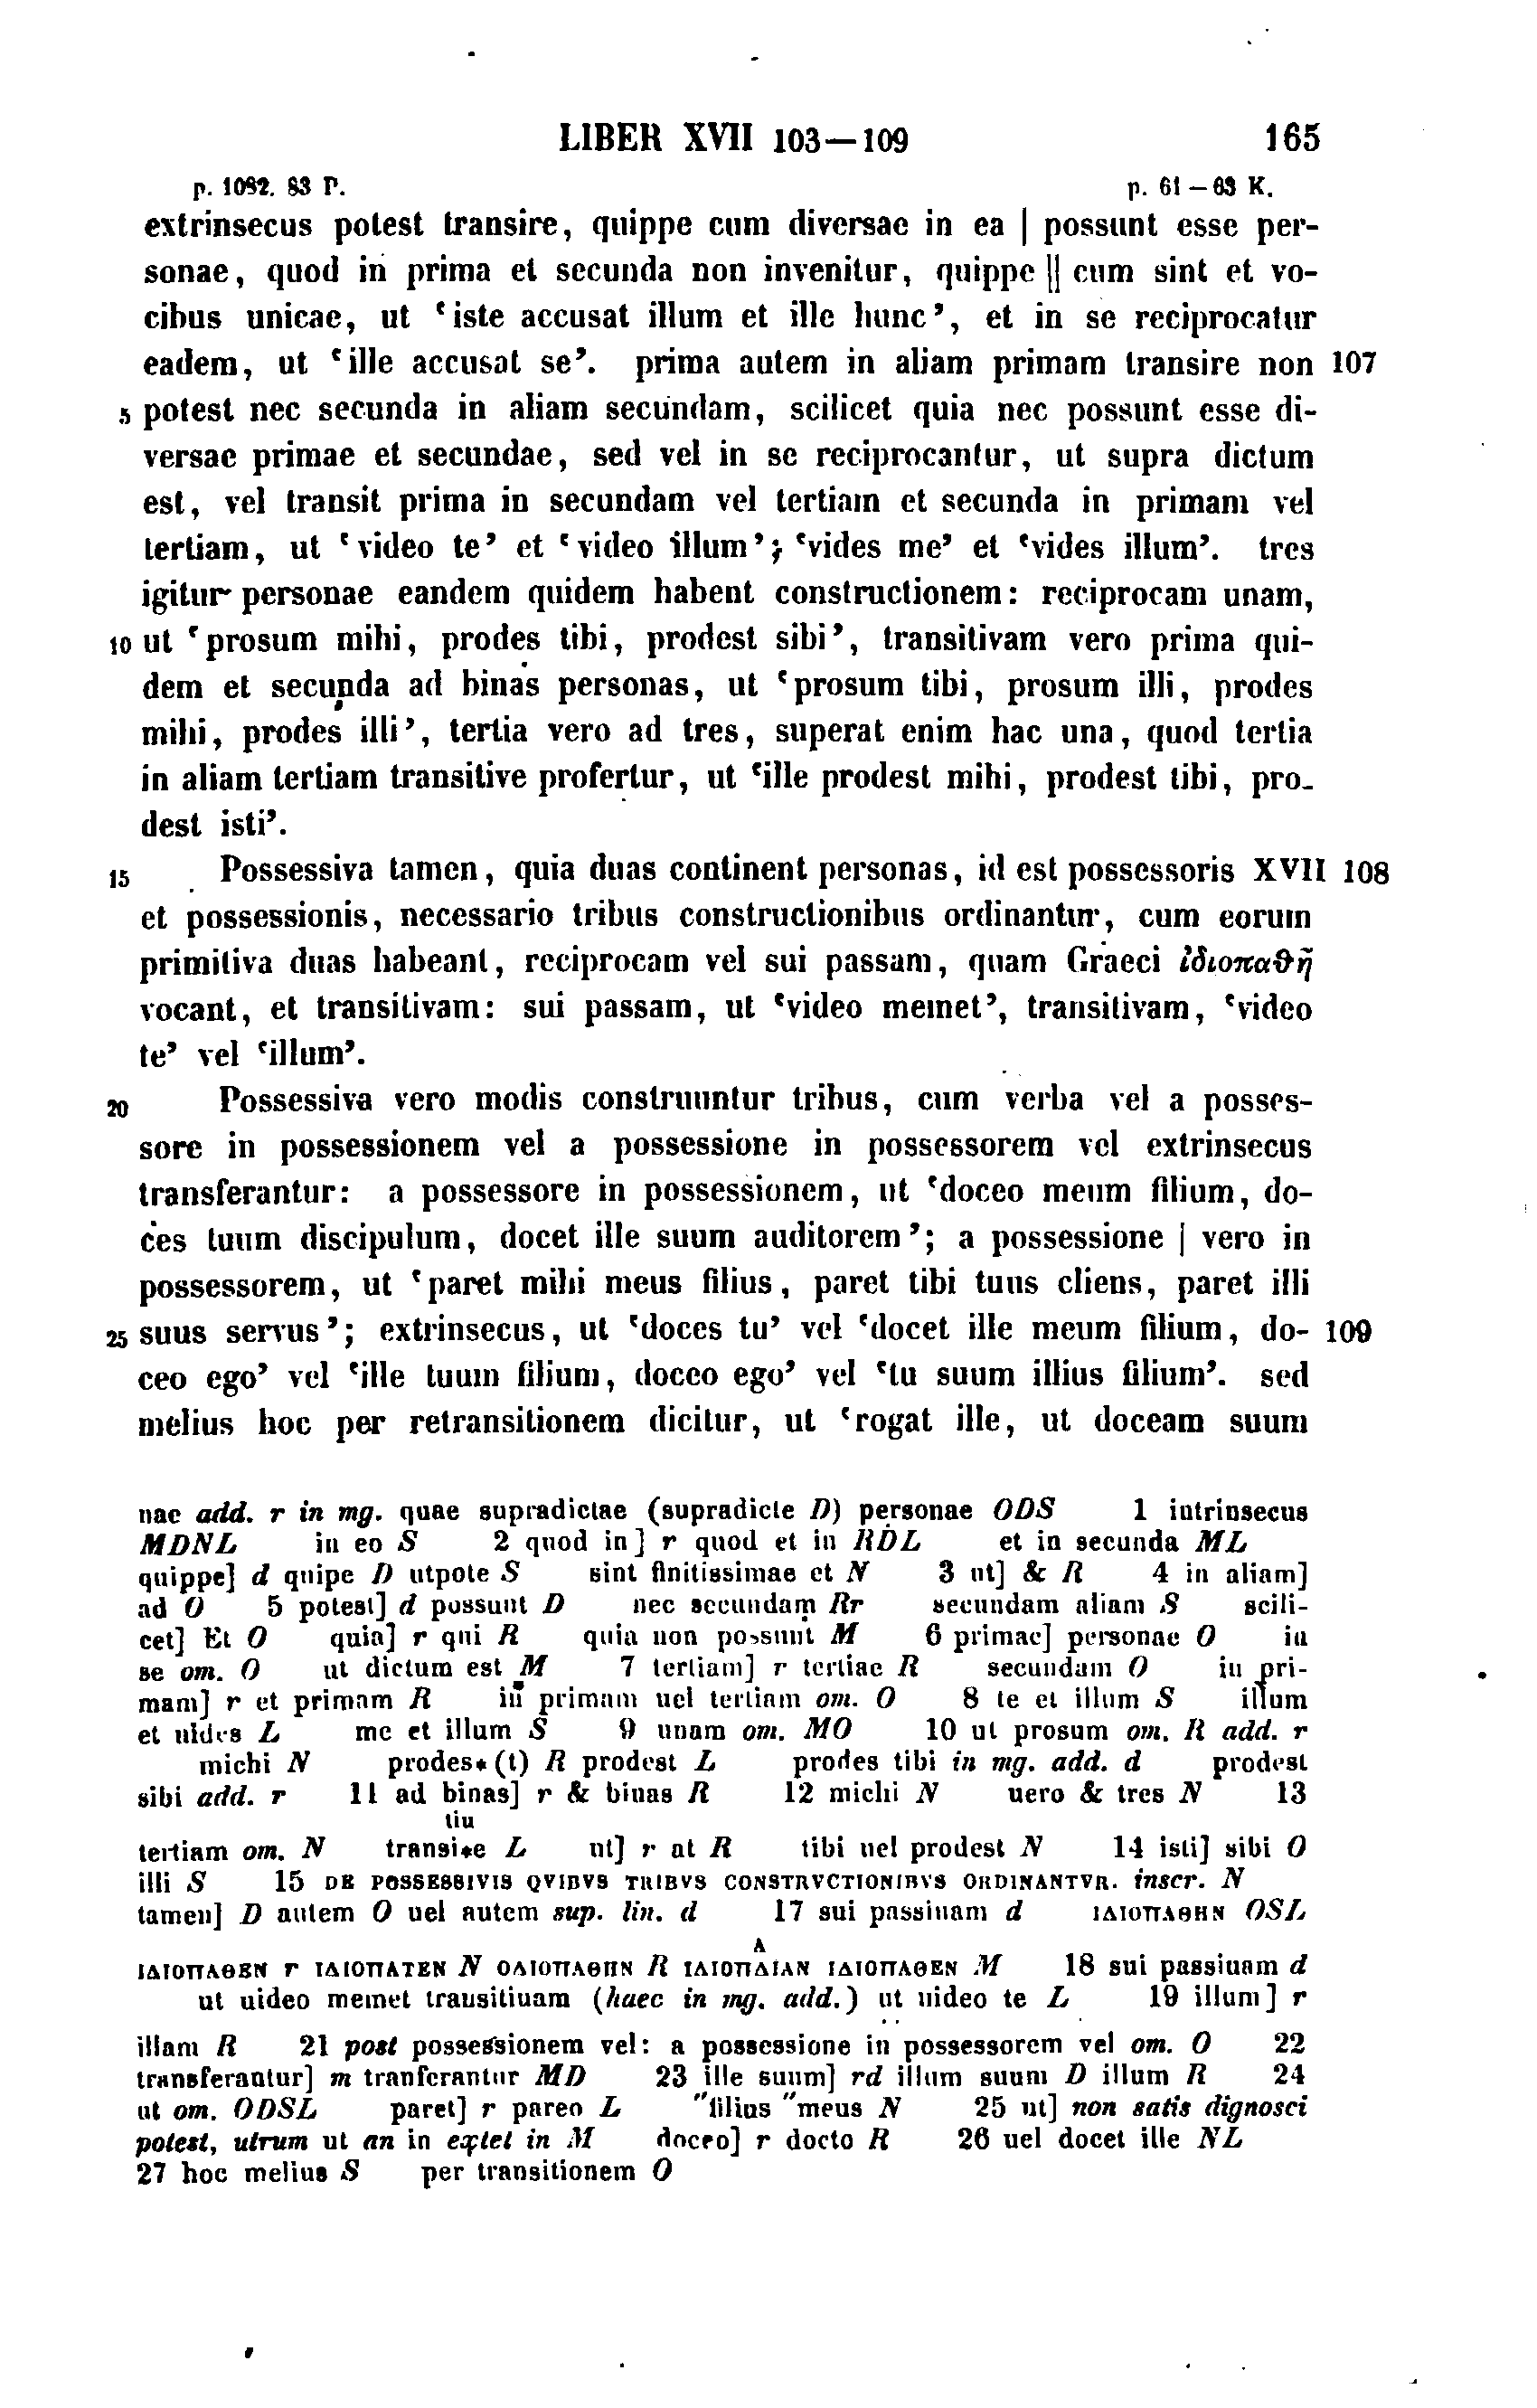 LIBER XVII 103—109 165
p. 1082. 83 P. p. 61—63 K.
extrinsecus potest transire, quippe cum diversae in ea | possunt esse per-
sonae, quod in prima et secunda non invenitur, quippe || cum sint et vo-
cibus unicae, ut ‘iste accusat illum et ille hunc’, et in se reciprocatur
eadem, ut ‘ille accusat se’. prima autem in aliam primam transire non 107
5 potest nec secunda in aliam secundam, scilicet quia nec possunt esse di-
versae primae et secundae, sed vel in se reciprocantur, ut supra dictum
est, vel transit prima in secundam vel tertiam et secunda in primam vel
tertiam, ut ‘video te’ et ‘video illum’; ‘vides me’ et ‘vides illum’. tres
igitur personae eandem quidem habent constructionem: reciprocam unam,
10 ut ‘prosum mihi, prodes tibi, prodest sibi’, transitivam vero prima qui-
dem et secunda ad binas personas, ut ‘prosum tibi, prosum illi, prodes
mihi, prodes illi’, tertia vero ad tres, superat enim hac una, quod tertia
in aliam tertiam transitive profertur, ut ‘ille prodest mihi, prodest tibi, pro-
dest isti’.
15 Possessiva tamen, quia duas continent personas, id est possessoris XVII 108
et possessionis, necessario tribus constructionibus ordinantur, cum eorum
primitiva duas habeant, reciprocam vel sui passam, quam Graeci ἰδιοπαθῆ
vocant, et transitivam: sui passam, ut ‘video memet’, transitivam, ‘video
te’ vel ‘illum’.
20 Possessiva vero modis construuntur tribus, cum verba vel a posses-
sore in possessionem vel a possessione in possessorem vel extrinsecus
transferantur: a possessore in possessionem, ut ‘doceo meum filium, do-
ces tuum discipulum, docet ille suum auditorem’; a possessione | vero in
possessorem, ut ‘paret mihi meus filius, paret tibi tuus cliens, paret illi
25 suus servus’; extrinsecus, ut ‘doces tu’ vel ‘docet ille meum filium, do- 109
ceo ego’ vel ‘ille tuum filium, doceo ego’ vel ‘tu suum illius filium’. sed
melius hoc per retransitionem dicitur, ut ‘rogat ille, ut doceam suum
nae add. r in mg. quae supradictae (supradicte D) personae ODS 1 intrinsecus
MDNL in eo S 2 quod in] r quod et in RDL et in secunda ML
quippe] d quipe D utpote S sint finitissimae et N 3 ut] & R 4 in aliam]
ad O 5 potest] d possunt D nec secundam Rr secundam aliam S scili-
cet] Et O quia] r qui R quia non possunt M 6 primae] personae O in
se om. O ut dictum est M 7 tertiam] r tertiae R secundam O in pri-
mam] r et primam R in primam uel tertiam om. O 8 te et illum S illum
et uides L me et illum S 9 unam om. MO 10 ut prosum om. R add. r
michi N prodes*(t) R prodest L prodes tibi in mg. add. d prodest
sibi add. r 11 ad binas] r & binas R 12 michi N uero & tres N 13
tiu
tertiam om. N transi*e L ut] r at R tibi uel prodest N 14 isti] sibi O
illi S 15 DE POSSESSIVIS QVIBVS TRIBVS CONSTRVCTIONIBVS ORDINANTVR. inscr. N
tamen] D autem O uel autem sup. lin. d 17 sui passiuam d ΙΔΙΟΠΑΘΗΝ OSL
Α
ΙΔΙΟΠΑΘΕΝ r ΙΔΙΟΠΑΤΕΝ N ΟΔΙΟΠΑΘΗΝ R ΙΔΙΟΠΔΙΑΝ ΙΔΙΟΠΑΘΕΝ M 18 sui passiuam d
ut uideo memet transitiuam (haec in mg. add.) ut uideo te L 19 illum] r
illam R 21 post possessionem vel: a possessione in possessorem vel om. O 22
transferantur] m tranferantur MD 23 ille suum] rd illum suum D illum R 24
ut om. ODSL paret] r pareo L "filius "meus N 25 ut] non satis dignosci
potest, utrum ut an in extet in M doceo] r docto R 26 uel docet ille NL
27 hoc melius S per transitionem O